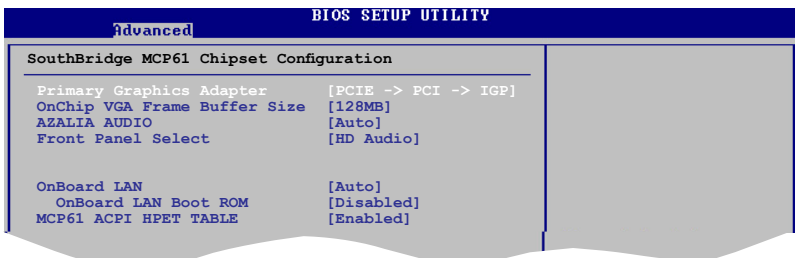 BIOS SETUP UTILITY
Advanced
SouthBridge MCP61 Chipset Configuration
Primary Graphics Adapter [PCIE -> PCI -> IGP]
OnChip VGA Frame Buffer Size [128MB]
AZALIA AUDIO [Auto]
Front Panel Select [HD Audio]
OnBoard LAN [Auto]
OnBoard LAN Boot ROM [Disabled]
MCP61 ACPI HPET TABLE [Enabled]